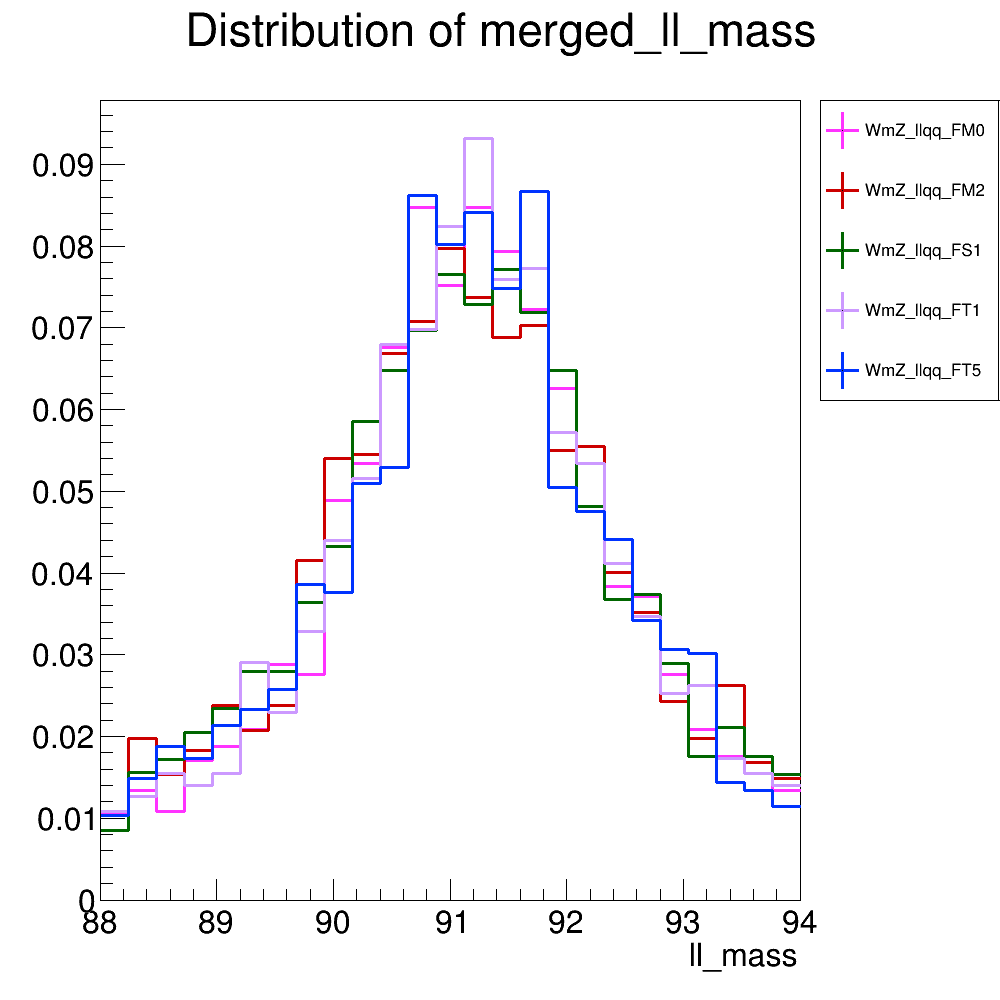 Distribution of merged_ll_mass
0.09
0.08
0.07
0.06
0.05
0.04
0.03
0.02
0.01
0
88 89 90 91 92 93 94
ll_mass
WmZ_llqq_FM0
WmZ_llqq_FM2
WmZ_llqq_FS1
WmZ_llqq_FT1
WmZ_llqq_FT5